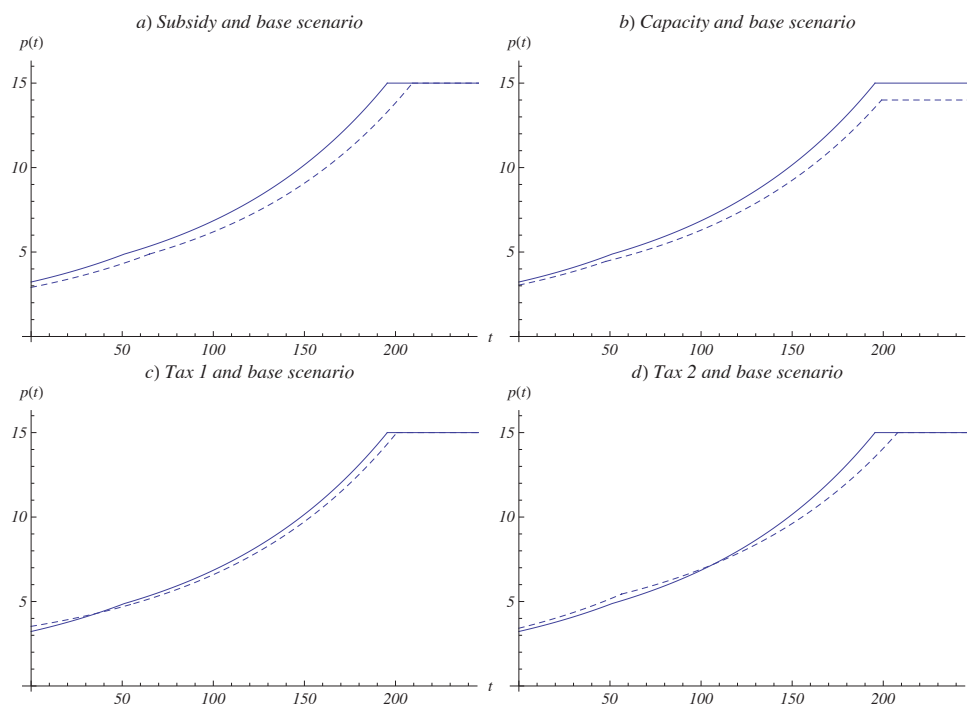 a) Subsidy and base scenario
p(t)
15
10
5
50
100
150
200
t
b) Capacity and base scenario
p(t)
15
10
5
50
100
150
200
t
c) Tax 1 and base scenario
p(t)
15
10
5
50
100
150
200
t
d) Tax 2 and base scenario
p(t)
15
10
5
50
100
150
200